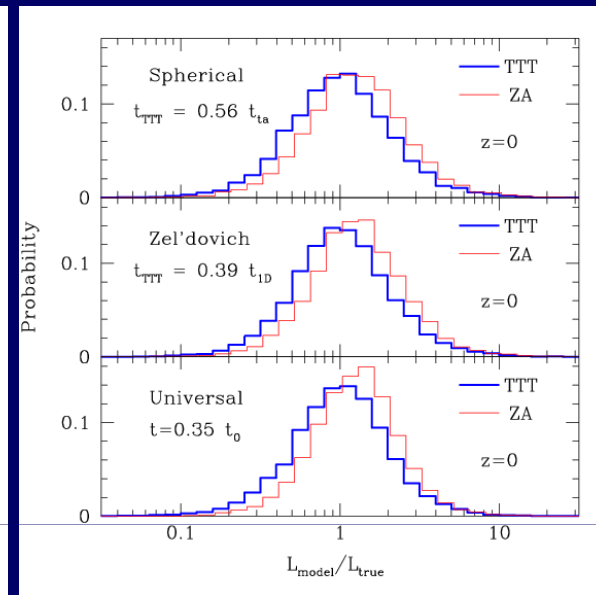 Spherical
t_TTT = 0.56 t_ta
TTT
ZA
z=0
0.1
0
Zel'dovich
t_TTT = 0.39 t_1D
TTT
ZA
z=0
0.1
0
Universal
t=0.35 t_0
TTT
ZA
z=0
0.1
0
Probability
0.1 1 10
L_model/L_true